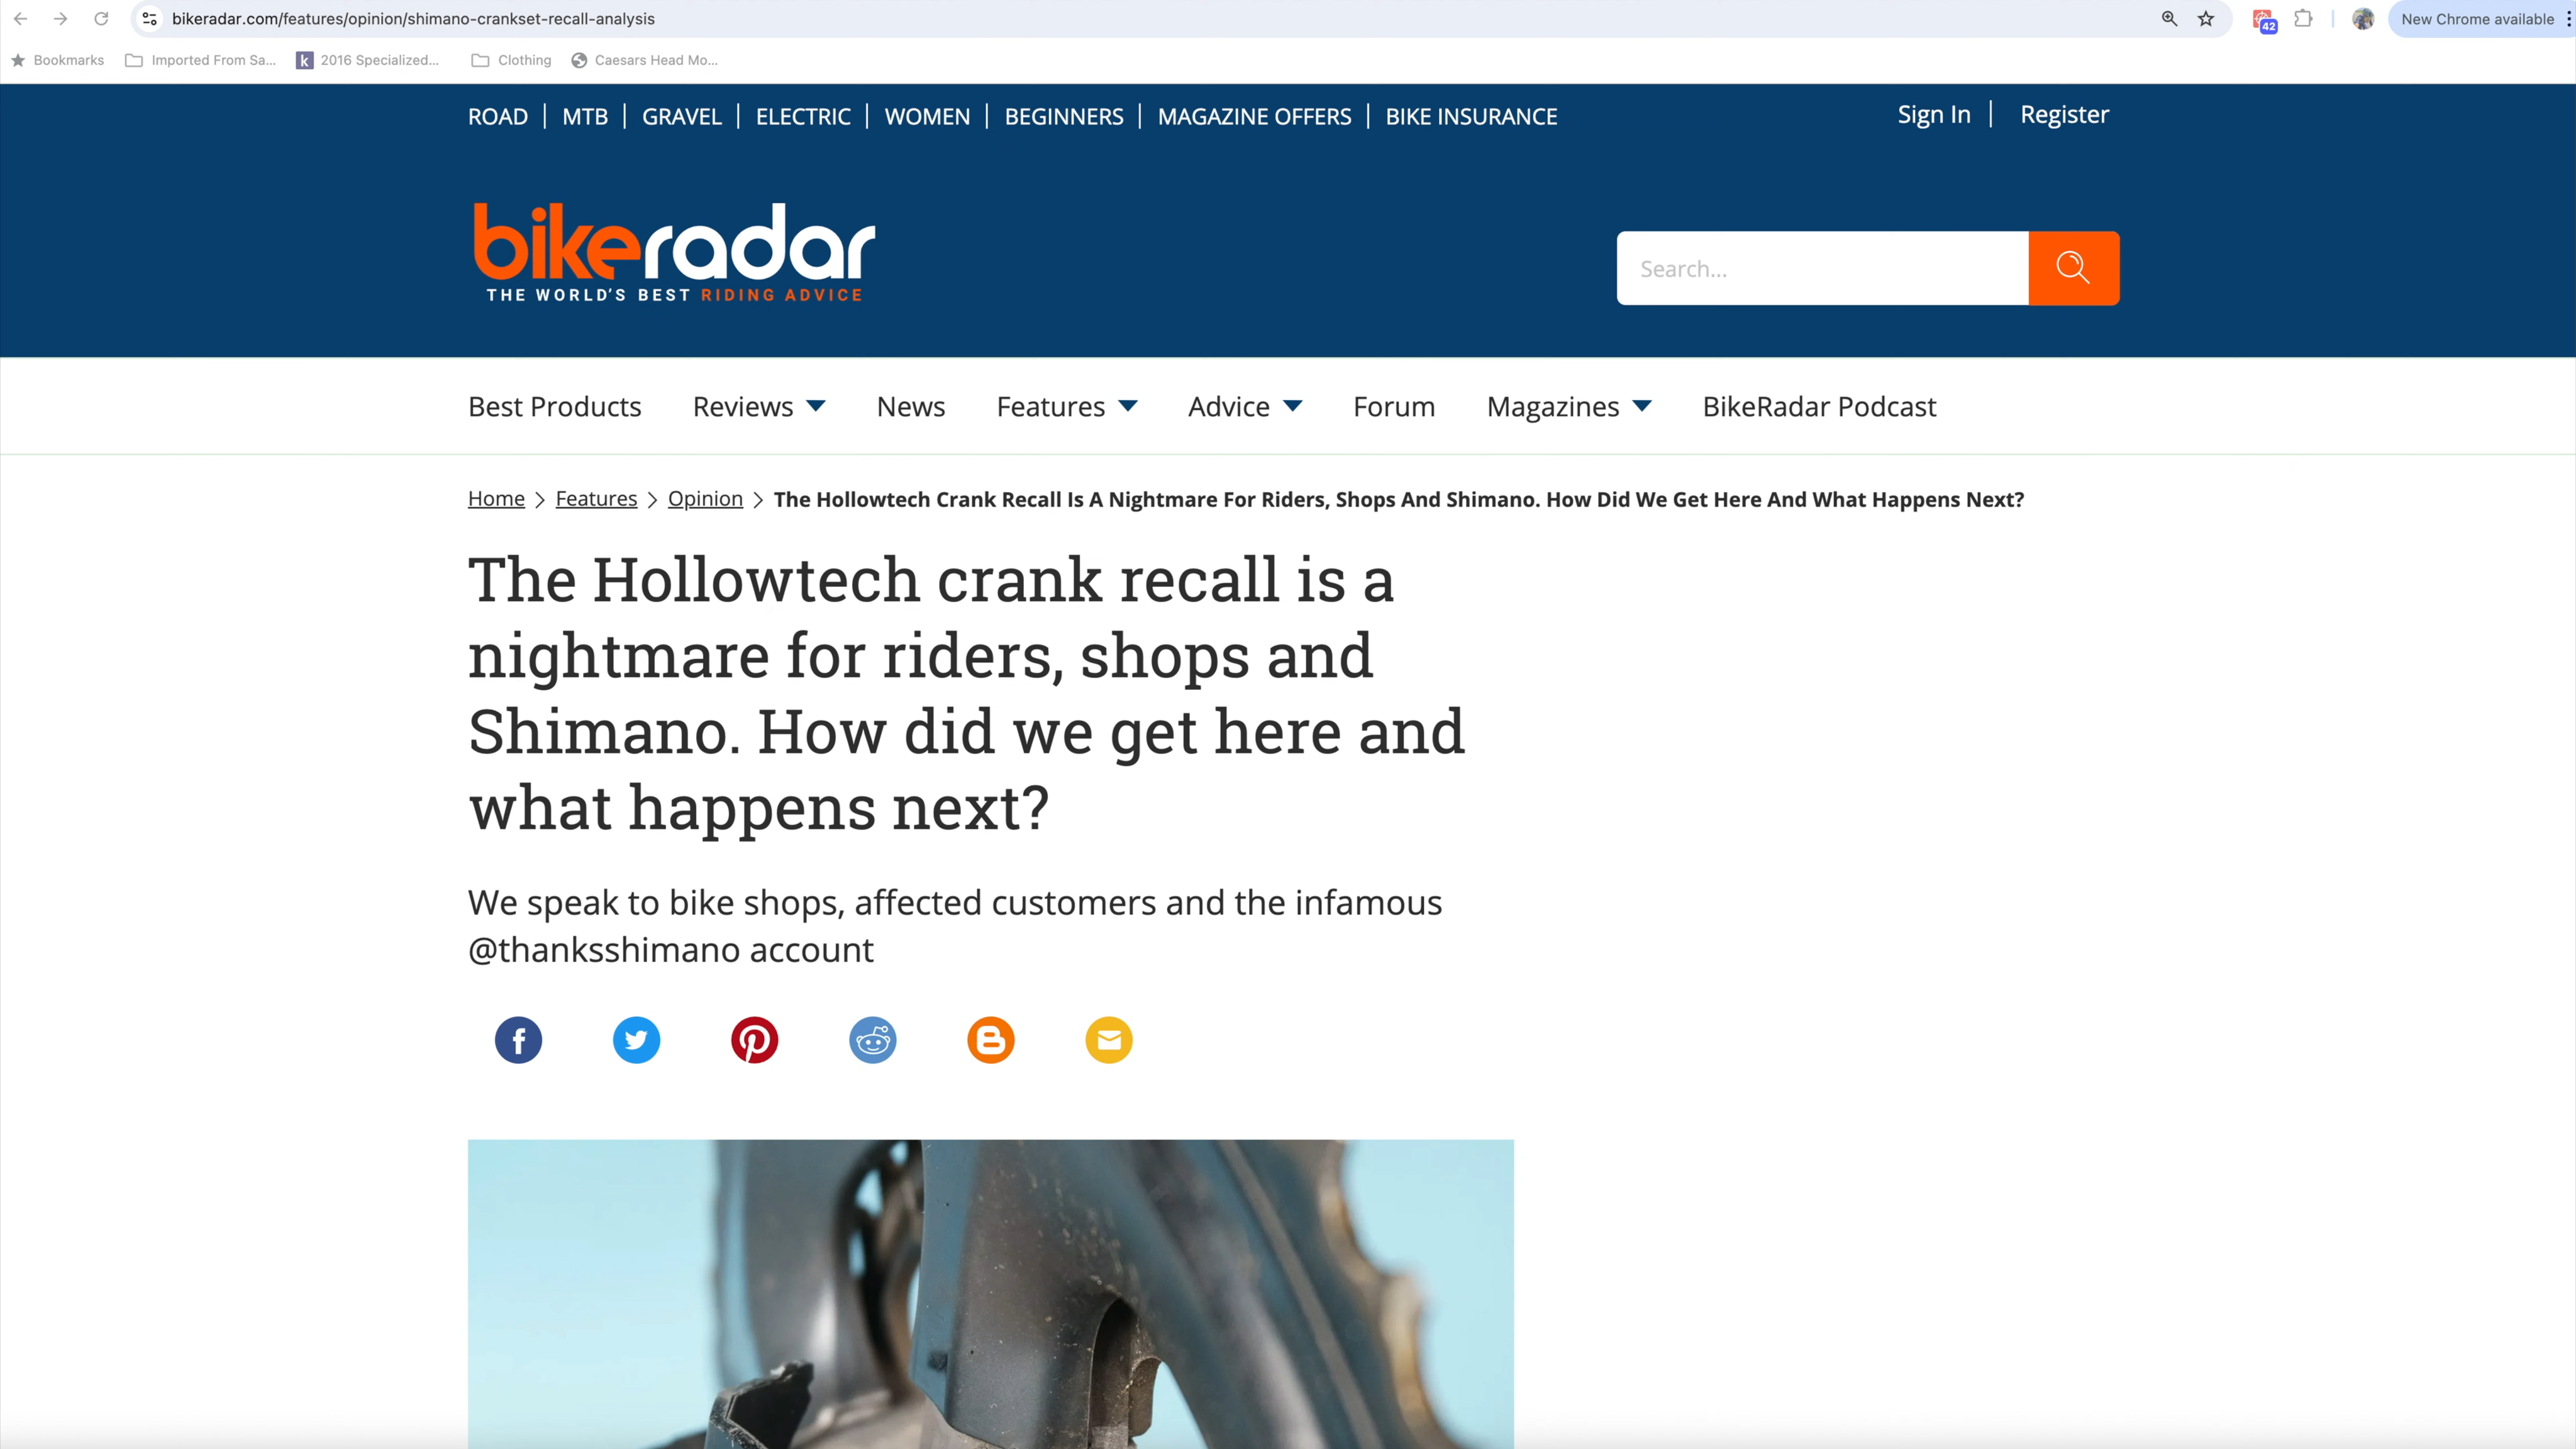 bikeradar.com/features/opinion/shimano-crankset-recall-analysis
42
New Chrome available
Bookmarks
Imported From Sa...
k
2016 Specialized...
Clothing
Caesars Head Mo...
ROAD | MTB | GRAVEL | ELECTRIC | WOMEN | BEGINNERS | MAGAZINE OFFERS | BIKE INSURANCE
Sign In | Register
bikeradar
THE WORLD'S BEST RIDING ADVICE
Search...
Best Products Reviews News Features Advice Forum Magazines BikeRadar Podcast
Home > Features > Opinion > The Hollowtech Crank Recall Is A Nightmare For Riders, Shops And Shimano. How Did We Get Here And What Happens Next?
The Hollowtech crank recall is a
nightmare for riders, shops and
Shimano. How did we get here and
what happens next?
We speak to bike shops, affected customers and the infamous
@thanksshimano account